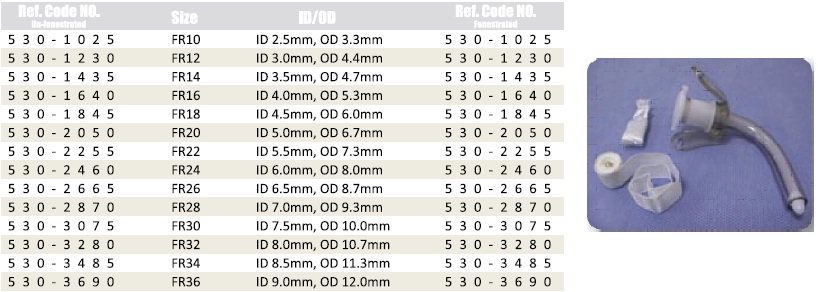 Ref. Code NO. Un-fenestrated Size ID/OD Ref. Code NO. Fenestrated
530-1025 FR10 ID 2.5mm, OD 3.3mm 530-1025
530-1230 FR12 ID 3.0mm, OD 4.4mm 530-1230
530-1435 FR14 ID 3.5mm, OD 4.7mm 530-1435
530-1640 FR16 ID 4.0mm, OD 5.3mm 530-1640
530-1845 FR18 ID 4.5mm, OD 6.0mm 530-1845
530-2050 FR20 ID 5.0mm, OD 6.7mm 530-2050
530-2255 FR22 ID 5.5mm, OD 7.3mm 530-2255
530-2460 FR24 ID 6.0mm, OD 8.0mm 530-2460
530-2665 FR26 ID 6.5mm, OD 8.7mm 530-2665
530-2870 FR28 ID 7.0mm, OD 9.3mm 530-2870
530-3075 FR30 ID 7.5mm, OD 10.0mm 530-3075
530-3280 FR32 ID 8.0mm, OD 10.7mm 530-3280
530-3485 FR34 ID 8.5mm, OD 11.3mm 530-3485
530-3690 FR36 ID 9.0mm, OD 12.0mm 530-3690